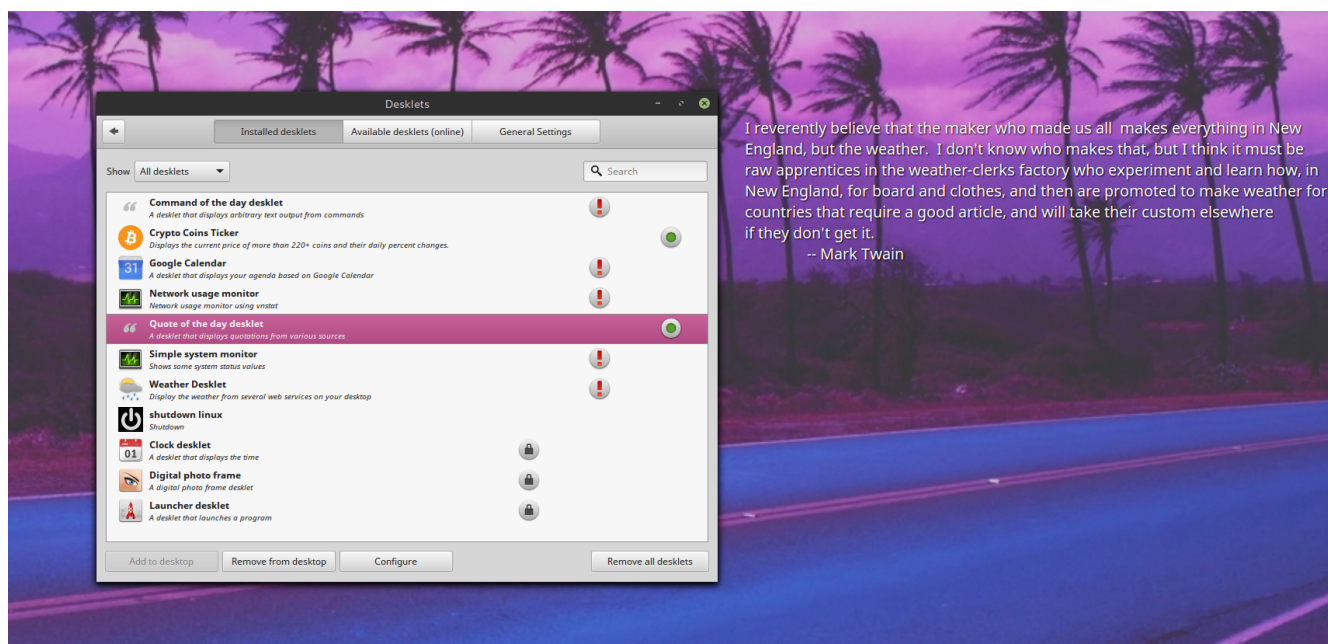 Desklets
Installed desklets
Available desklets (online)
General Settings
Show
All desklets
Search
Command of the day desklet
A desklet that displays arbitrary text output from commands
Crypto Coins Ticker
Displays the current price of more than 220+ coins and their daily percent changes.
31
Google Calendar
A desklet that displays your agenda based on Google Calendar
Network usage monitor
Network usage monitor using vnstat
Quote of the day desklet
A desklet that displays quotations from various sources
Simple system monitor
Shows some system status values
Weather Desklet
Display the weather from several web services on your desktop
shutdown linux
Shutdown
01
Clock desklet
A desklet that displays the time
Digital photo frame
A digital photo frame desklet
Launcher desklet
A desklet that launches a program
Add to desktop
Remove from desktop
Configure
Remove all desklets
I reverently believe that the maker who made us all  makes everything in New
England, but the weather.  I don't know who makes that, but I think it must be
raw apprentices in the weather-clerks factory who experiment and learn how, in
New England, for board and clothes, and then are promoted to make weather for
countries that require a good article, and will take their custom elsewhere
if they don't get it.
-- Mark Twain